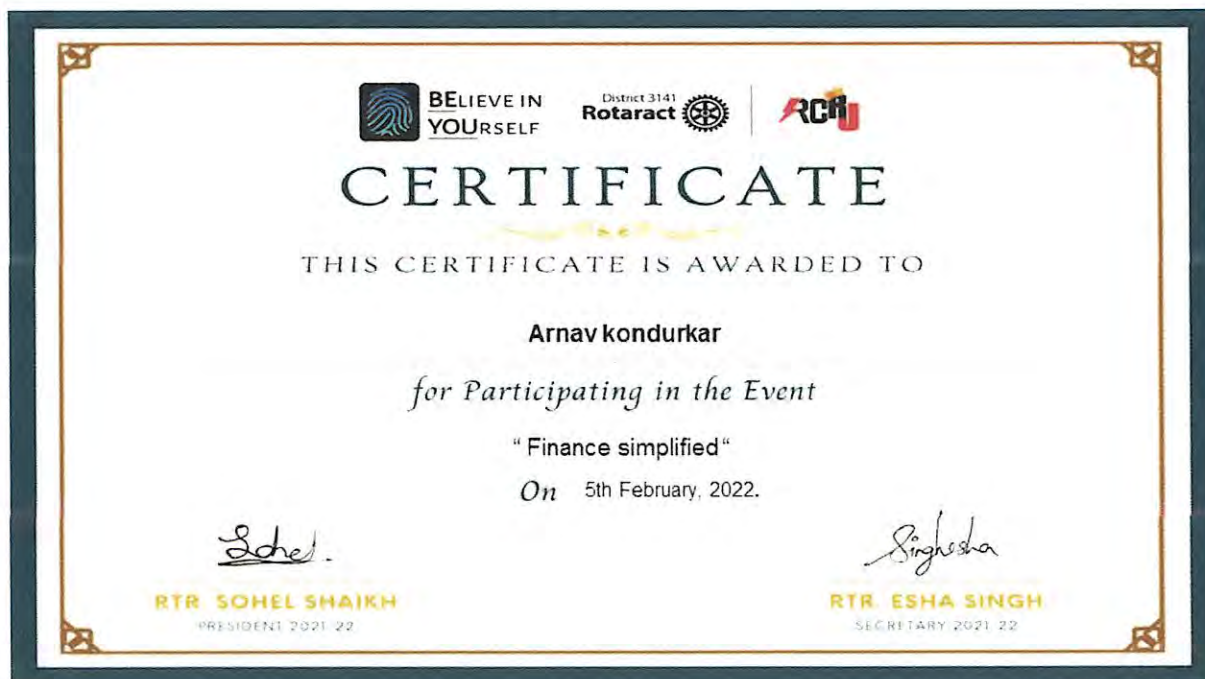 BELIEVE IN
YOURSELF
District 3141
Rotaract
RCRU
CERTIFICATE
THIS CERTIFICATE IS AWARDED TO
Arnav kondurkar
for Participating in the Event
“ Finance simplified “
On 5th February, 2022.
Sohel.
Singhesha
RTR. SOHEL SHAIKH
RTR. ESHA SINGH
PRESIDENT 2021-22
SECRETARY 2021-22